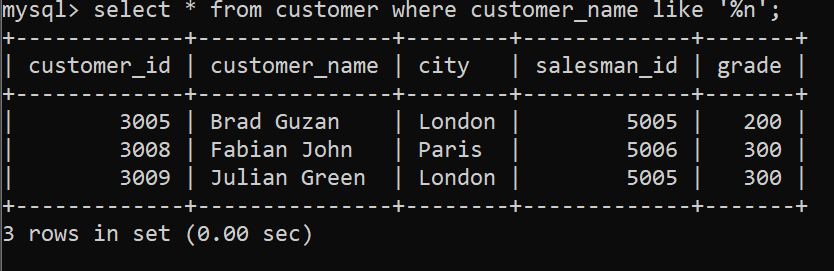 mysql> select * from customer where customer_name like '%n';
+-------------+---------------+--------+-------------+-------+
| customer_id | customer_name | city   | salesman_id | grade |
+-------------+---------------+--------+-------------+-------+
|        3005 | Brad Guzan    | London |        5005 |   200 |
|        3008 | Fabian John   | Paris  |        5006 |   300 |
|        3009 | Julian Green  | London |        5005 |   300 |
+-------------+---------------+--------+-------------+-------+
3 rows in set (0.00 sec)